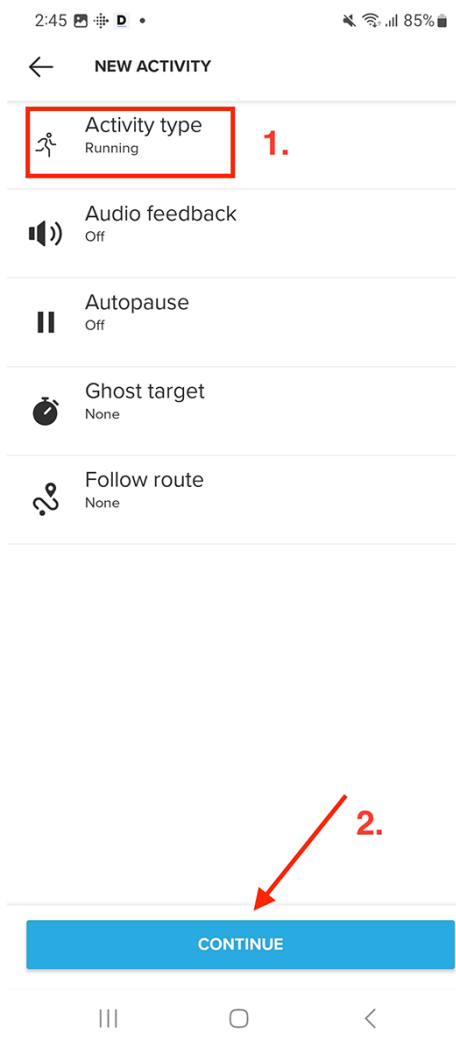 2:45 D 85%
NEW ACTIVITY
Activity type
Running
1.
Audio feedback
Off
Autopause
Off
Ghost target
None
Follow route
None
2.
CONTINUE